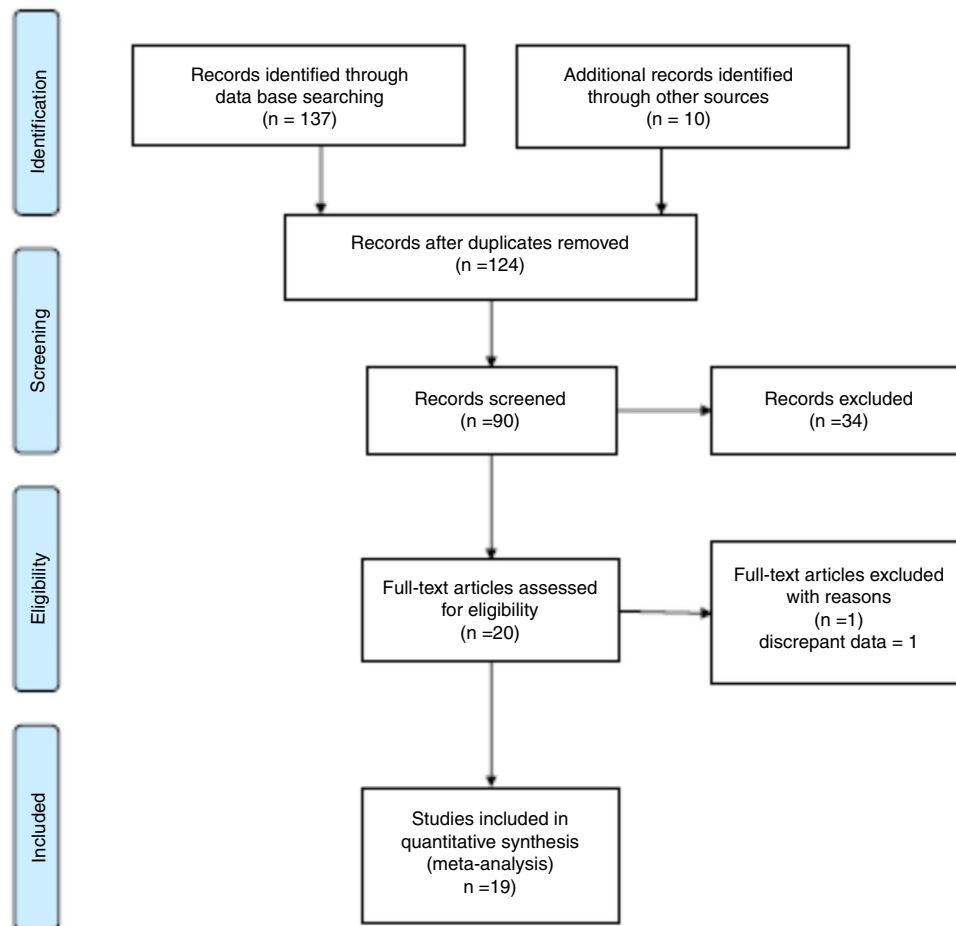 Identification
Records identified through
data base searching
(n = 137)
Additional records identified
through other sources
(n = 10)
Screening
Records after duplicates removed
(n =124)
Records screened
(n =90)
Records excluded
(n =34)
Eligibility
Full-text articles assessed
for eligibility
(n =20)
Full-text articles excluded
with reasons
(n =1)
discrepant data = 1
Included
Studies included in
quantitative synthesis
(meta-analysis)
n =19)